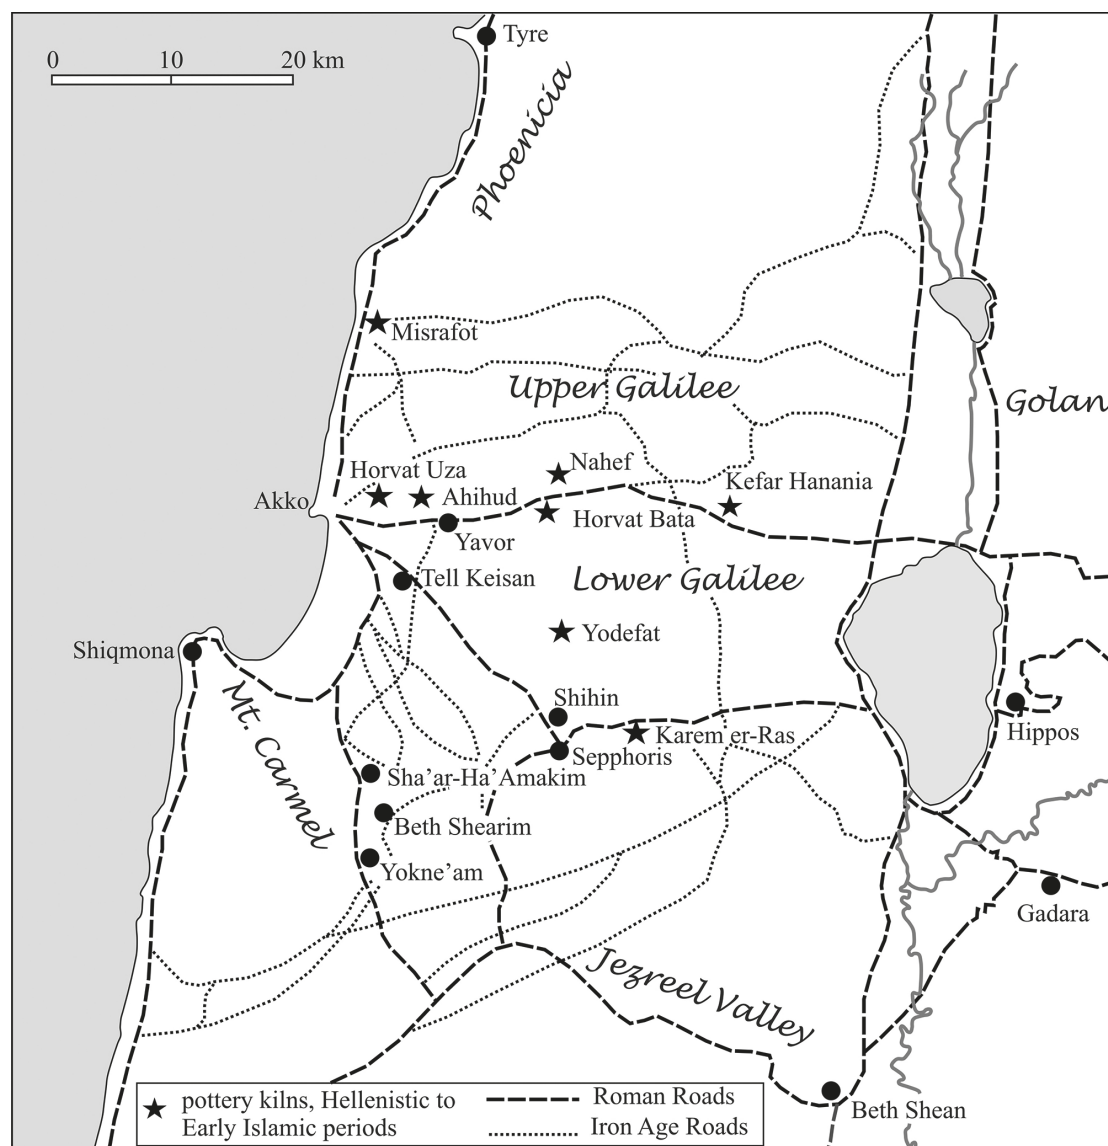 Tyre
0 10 20 km
Phoenicia
Misrafot
Upper Galilee
Golan
Horvat Uza
Nahef
Kefar Hanania
Akko
Ahihud
Horvat Bata
Yavor
Tell Keisan
Lower Galilee
Yodefat
Shiqmona
Shihin
Mt. Carmel
Karem er-Ras
Hippos
Sepphoris
Sha’ar-Ha’Amakim
Beth Shearim
Yokne’am
Gadara
Jezreel Valley
Beth Shean
pottery kilns, Hellenistic to
Early Islamic periods
Roman Roads
Iron Age Roads